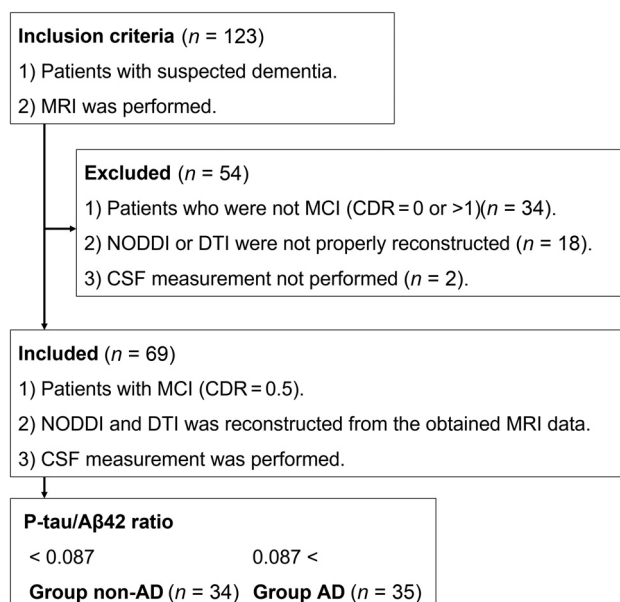 Inclusion criteria (n = 123)
1) Patients with suspected dementia.
2) MRI was performed.
Excluded (n = 54)
1) Patients who were not MCI (CDR = 0 or >1)(n = 34).
2) NODDI or DTI were not properly reconstructed (n = 18).
3) CSF measurement not performed (n = 2).
Included (n = 69)
1) Patients with MCI (CDR = 0.5).
2) NODDI and DTI was reconstructed from the obtained MRI data.
3) CSF measurement was performed.
P-tau/Aβ42 ratio
< 0.087 0.087 <
Group non-AD (n = 34) Group AD (n = 35)